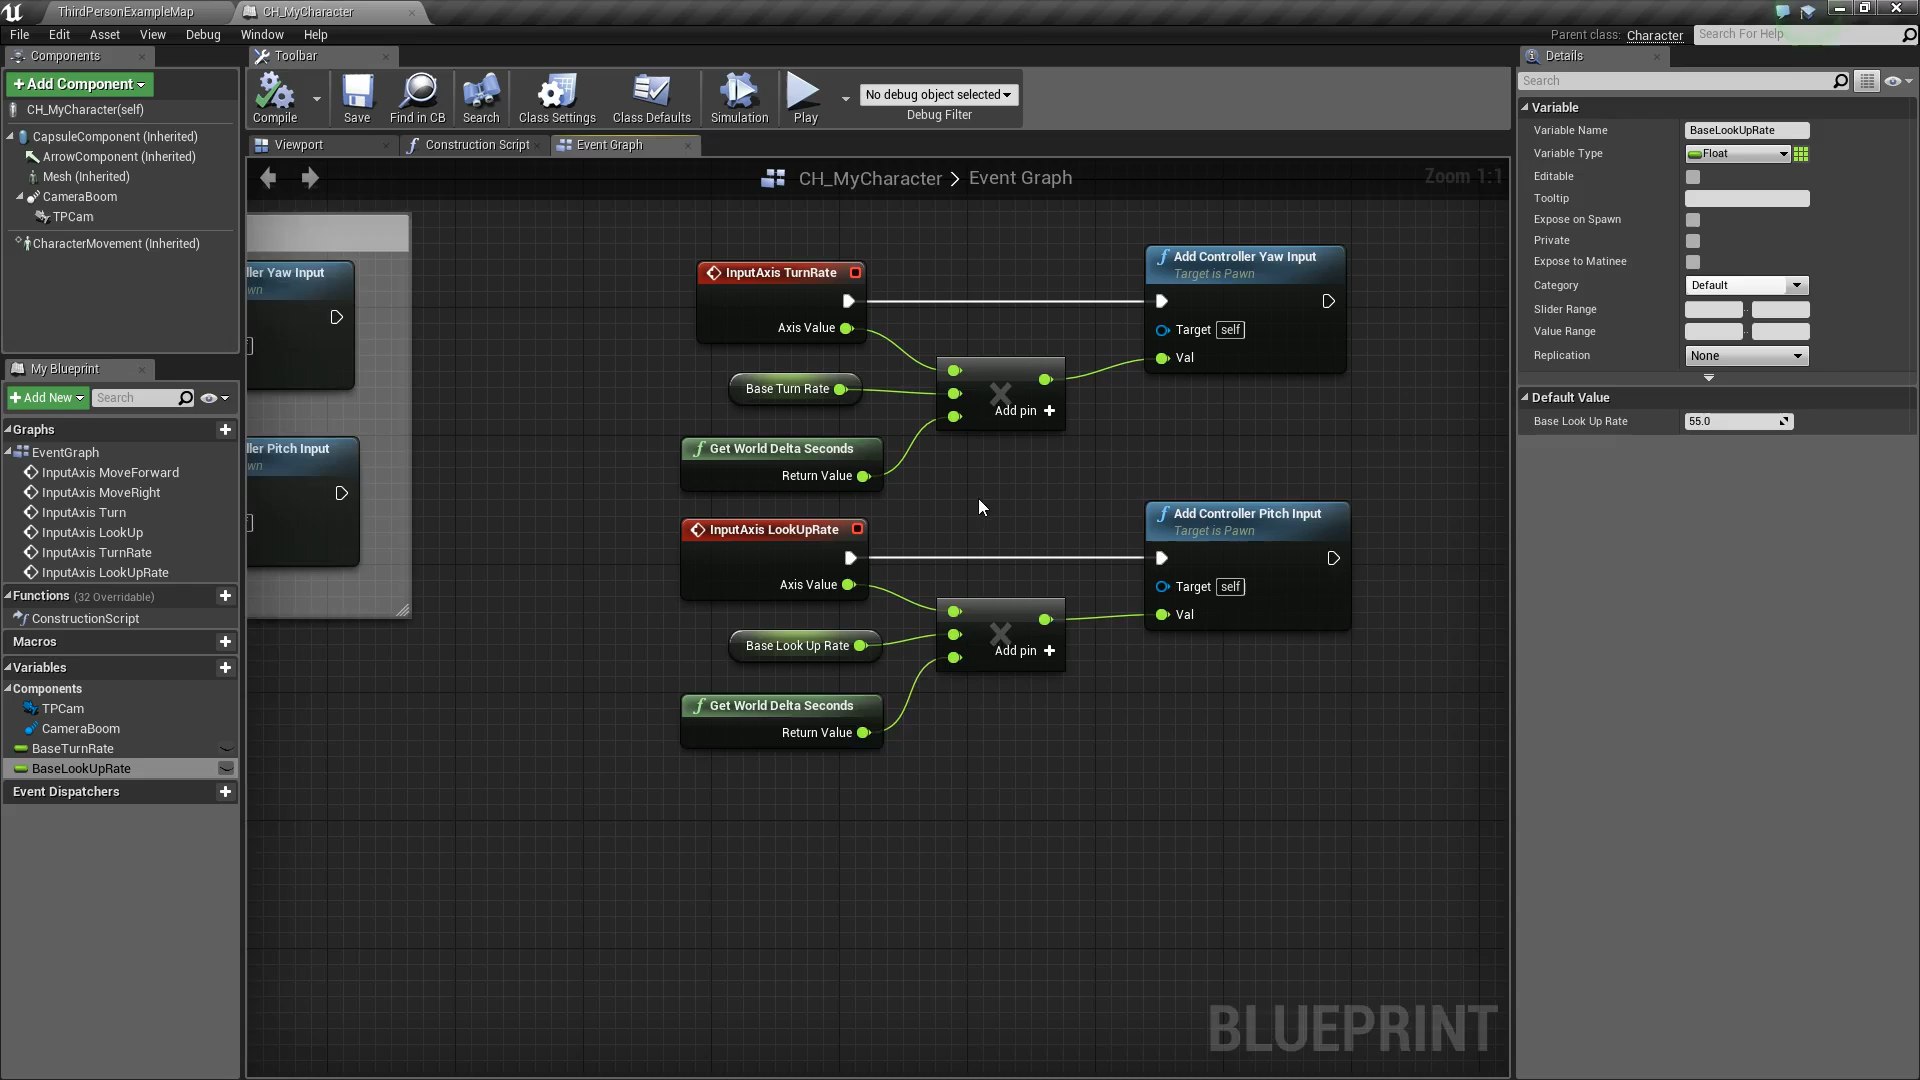 ThirdPersonExampleMap
CH_MyCharacter
File Edit Asset View Debug Window Help
Parent class: Character
Search For Help
Components
+Add Component
CH_MyCharacter(self)
CapsuleComponent (Inherited)
ArrowComponent (Inherited)
Mesh (Inherited)
CameraBoom
TPCam
CharacterMovement (Inherited)
My Blueprint
+Add New
Search
Graphs
EventGraph
InputAxis MoveForward
InputAxis MoveRight
InputAxis Turn
InputAxis LookUp
InputAxis TurnRate
InputAxis LookUpRate
Functions (32 Overridable)
ConstructionScript
Macros
Variables
Components
TPCam
CameraBoom
BaseTurnRate
BaseLookUpRate
Event Dispatchers
Toolbar
Compile
Save
Find in CB
Search
Class Settings
Class Defaults
Simulation
Play
No debug object selected
Debug Filter
Viewport
Construction Script
Event Graph
CH_MyCharacter > Event Graph
Zoom 1:1
ller Yaw Input
wn
ller Pitch Input
wn
InputAxis TurnRate
Axis Value
Base Turn Rate
Get World Delta Seconds
Return Value
Add pin +
Add Controller Yaw Input
Target is Pawn
Target self
Val
InputAxis LookUpRate
Axis Value
Base Look Up Rate
Get World Delta Seconds
Return Value
Add pin +
Add Controller Pitch Input
Target is Pawn
Target self
Val
BLUEPRINT
Details
Search
Variable
Variable Name BaseLookUpRate
Variable Type Float
Editable
Tooltip
Expose on Spawn
Private
Expose to Matinee
Category Default
Slider Range
Value Range
Replication None
Default Value
Base Look Up Rate 55.0